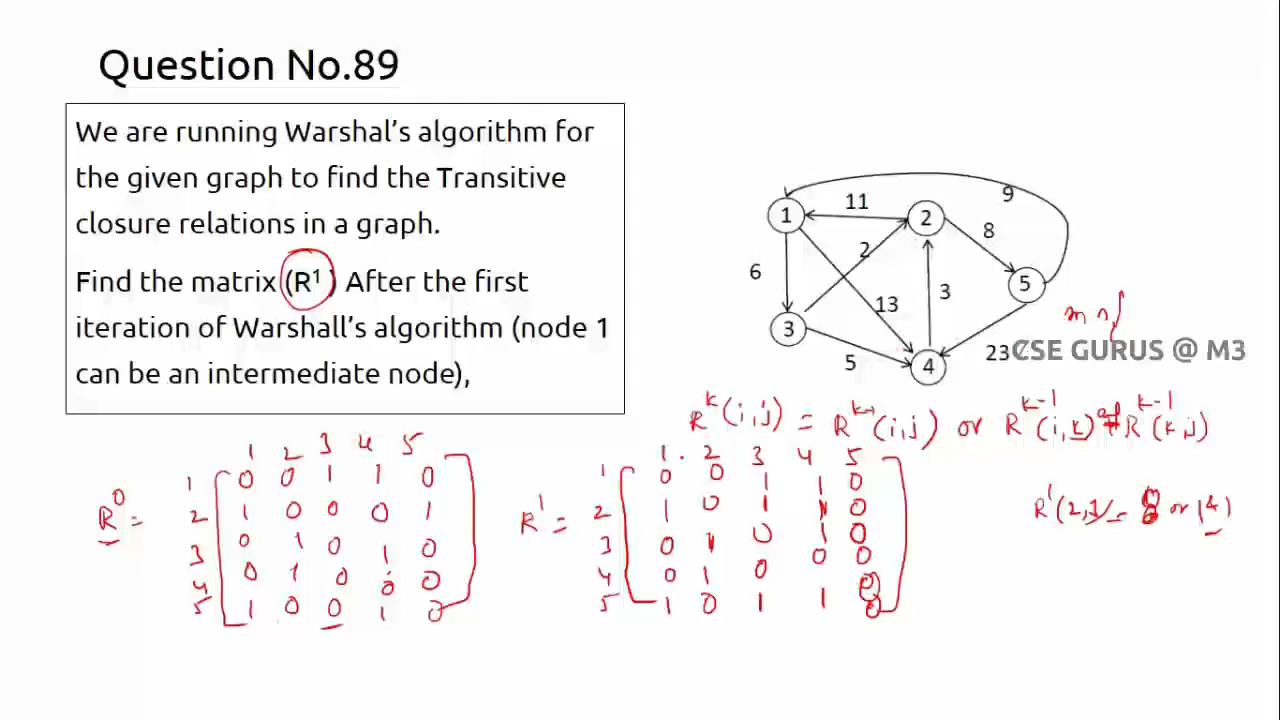 Question No.89
We are running Warshal's algorithm for
the given graph to find the Transitive
closure relations in a graph.
Find the matrix (R¹) After the first
iteration of Warshall's algorithm (node 1
can be an intermediate node),
9
1 11 2
8
6 2
5
13 3
3
5 4 23
CSE GURUS @ M3
R^k(i,j) = R^k-1(i,j) or R^k-1(i,k) and R^k-1(k,j)
R⁰ =
1 2 3 4 5
1 0 0 1 1 0
2 1 0 0 0 1
3 0 1 0 1 0
4 0 1 0 0 0
5 1 0 0 1 0
R¹ =
1 2 3 4 5
1 0 0 1 1 0
2 1 0 1 1 0
3 0 1 0 1 0
4 0 1 0 0 0
5 1 0 1 1 0